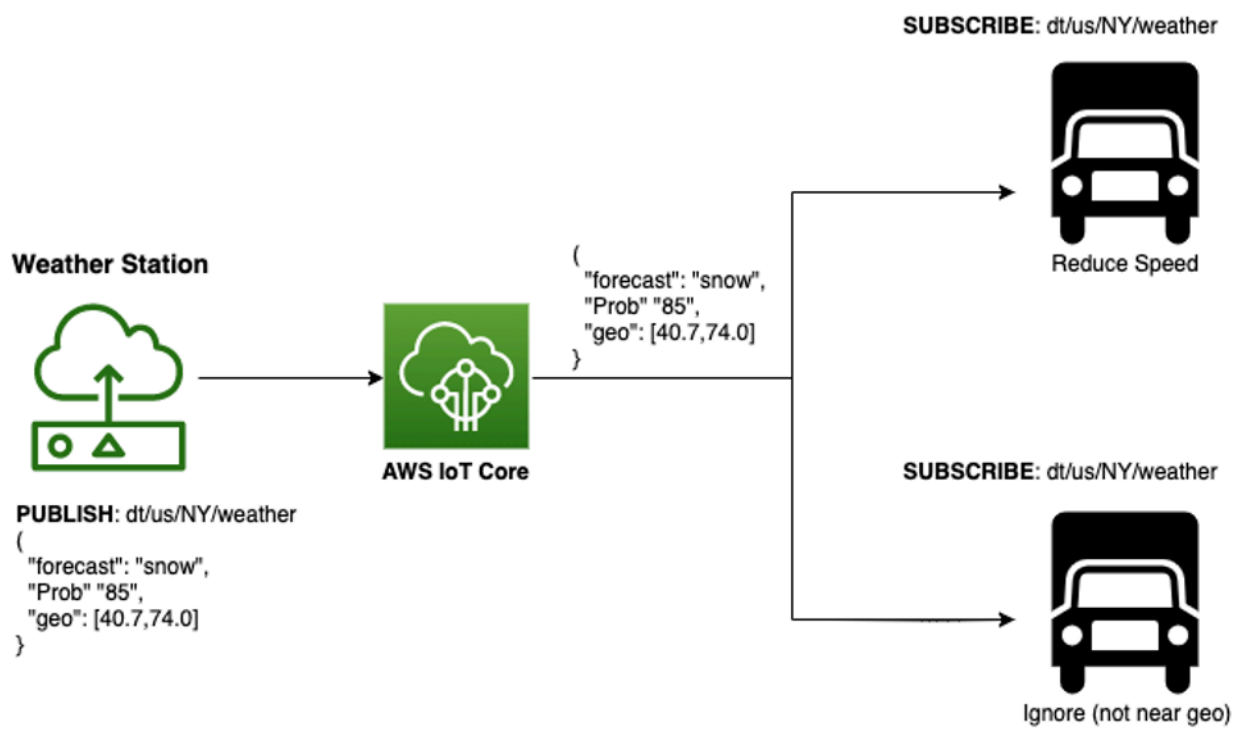 SUBSCRIBE: dt/us/NY/weather
Reduce Speed
Weather Station
(
"forecast": "snow",
"Prob" "85",
"geo": [40.7,74.0]
}
AWS IoT Core
PUBLISH: dt/us/NY/weather
(
"forecast": "snow",
"Prob" "85",
"geo": [40.7,74.0]
}
SUBSCRIBE: dt/us/NY/weather
Ignore (not near geo)